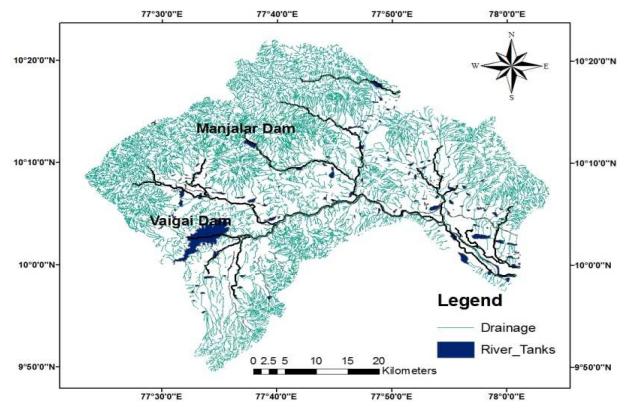 77°30'0"E 77°40'0"E 77°50'0"E 78°0'0"E
N
W E
S
10°20'0"N 10°20'0"N
Manjalar Dam
10°10'0"N 10°10'0"N
Vaigai Dam
10°0'0"N 10°0'0"N
Legend
Drainage
River_Tanks
0 2.5 5 10 15 20
Kilometers
9°50'0"N 9°50'0"N
77°30'0"E 77°40'0"E 77°50'0"E 78°0'0"E